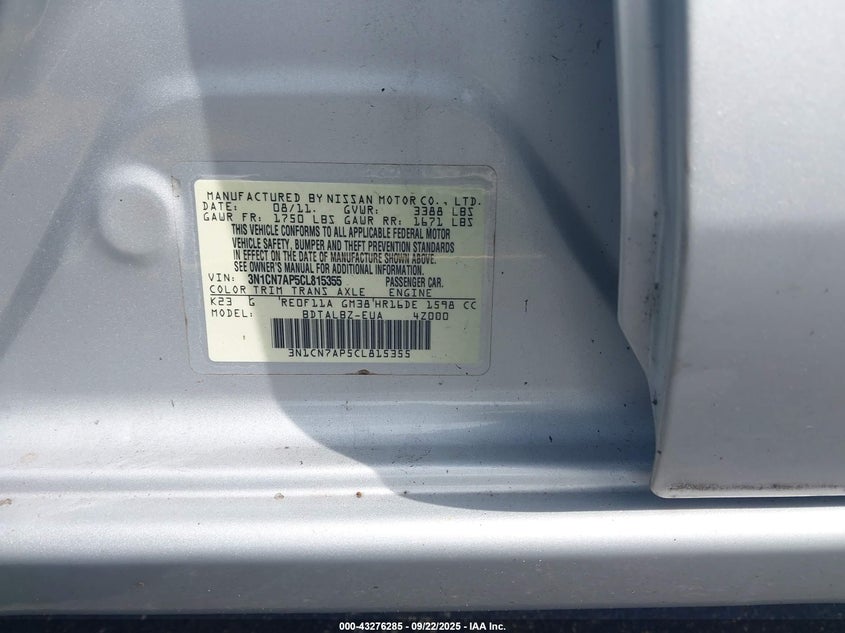 MANUFACTURED BY NISSAN MOTOR CO., LTD.
DATE: 08/11. GVWR: 3388 LBS
GAWR FR: 1750 LBS GAWR RR: 1671 LBS
THIS VEHICLE CONFORMS TO ALL APPLICABLE FEDERAL MOTOR
VEHICLE SAFETY, BUMPER AND THEFT PREVENTION STANDARDS
IN EFFECT ON THE DATE OF MANUFACTURE SHOWN ABOVE.
SEE OWNER'S MANUAL FOR ADDITIONAL INFORMATION.
VIN: 3N1CN7AP5CL815355 PASSENGER CAR.
COLOR TRIM TRANS AXLE ENGINE
K23 G RE0F11A GM38 HR16DE 1598 CC
MODEL: BDTALBZ-EUA 4Z000
3N1CN7AP5CL815355
000-43276285 - 09/22/2025 - IAA Inc.